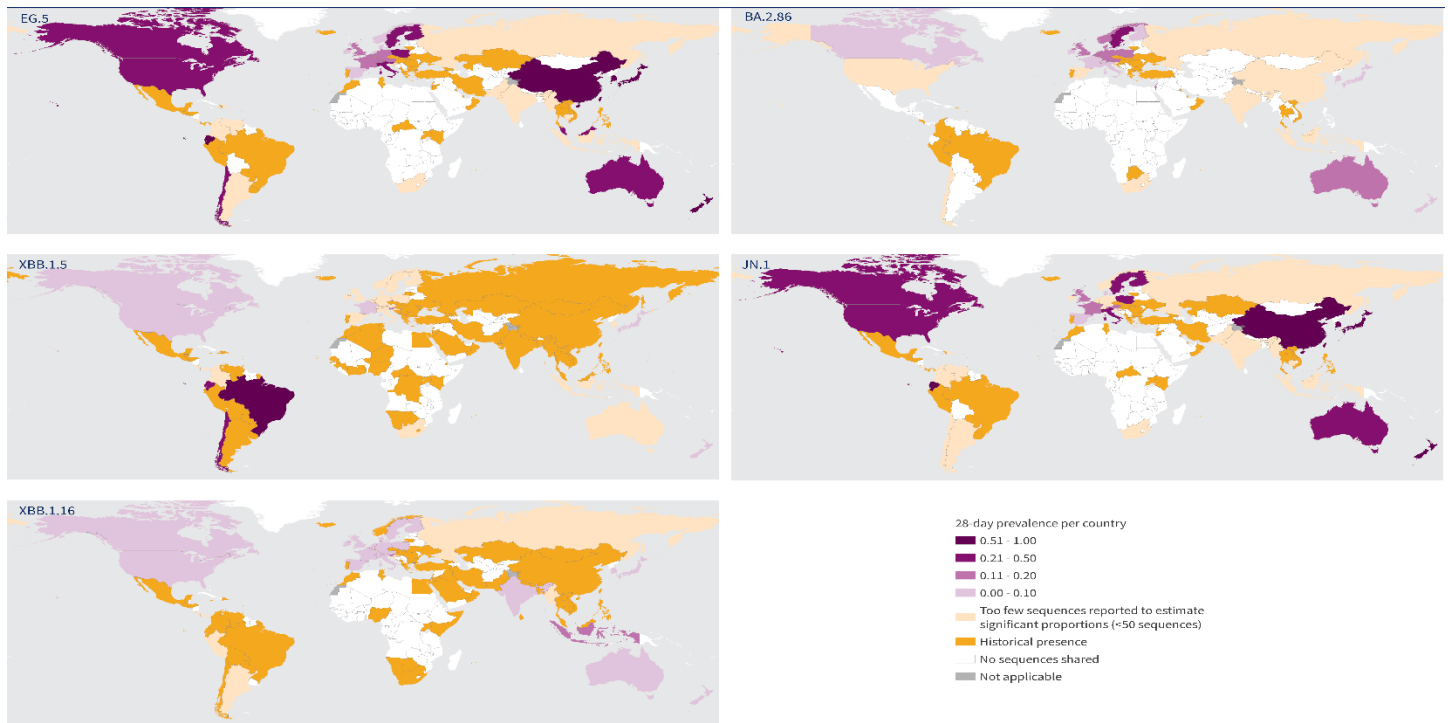 EG.5
BA.2.86
XBB.1.5
JN.1
XBB.1.16
28-day prevalence per country
0.51 - 1.00
0.21 - 0.50
0.11 - 0.20
0.00 - 0.10
Too few sequences reported to estimate
significant proportions (<50 sequences)
Historical presence
No sequences shared
Not applicable